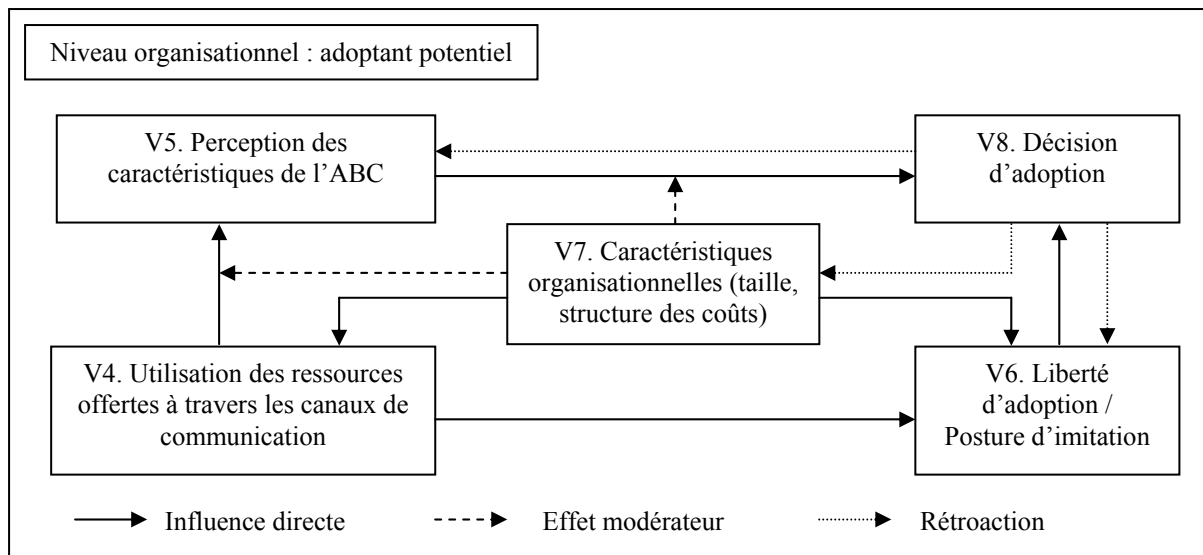 Niveau organisationnel : adoptant potentiel
V5. Perception des
caractéristiques de l’ABC
V8. Décision
d’adoption
V7. Caractéristiques
organisationnelles (taille,
structure des coûts)
V4. Utilisation des ressources
offertes à travers les canaux de
communication
V6. Liberté
d’adoption /
Posture d’imitation
Influence directe
Effet modérateur
Rétroaction